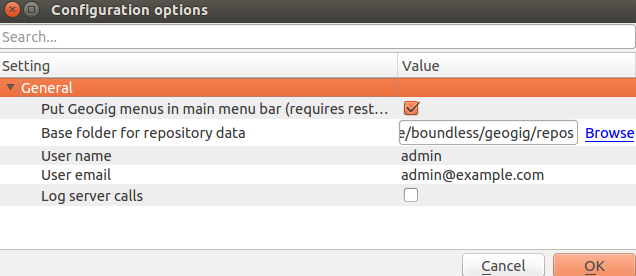 Configuration options
Search...
Setting Value
General
Put GeoGig menus in main menu bar (requires rest...
Base folder for repository data e/boundless/geogig/repos Browse
User name admin
User email admin@example.com
Log server calls
Cancel OK